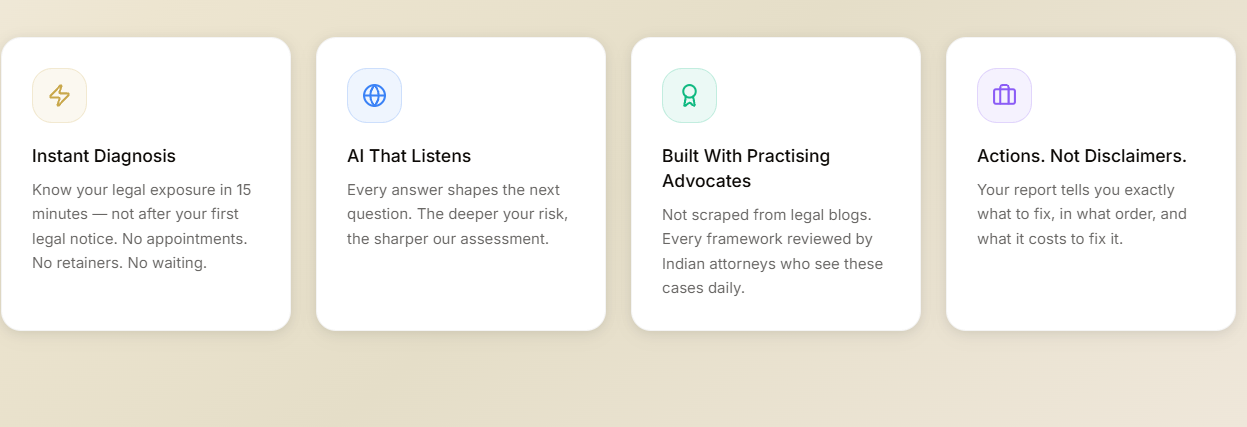 Instant Diagnosis
Know your legal exposure in 15
minutes — not after your first
legal notice. No appointments.
No retainers. No waiting.
AI That Listens
Every answer shapes the next
question. The deeper your risk,
the sharper our assessment.
Built With Practising
Advocates
Not scraped from legal blogs.
Every framework reviewed by
Indian attorneys who see these
cases daily.
Actions. Not Disclaimers.
Your report tells you exactly
what to fix, in what order, and
what it costs to fix it.